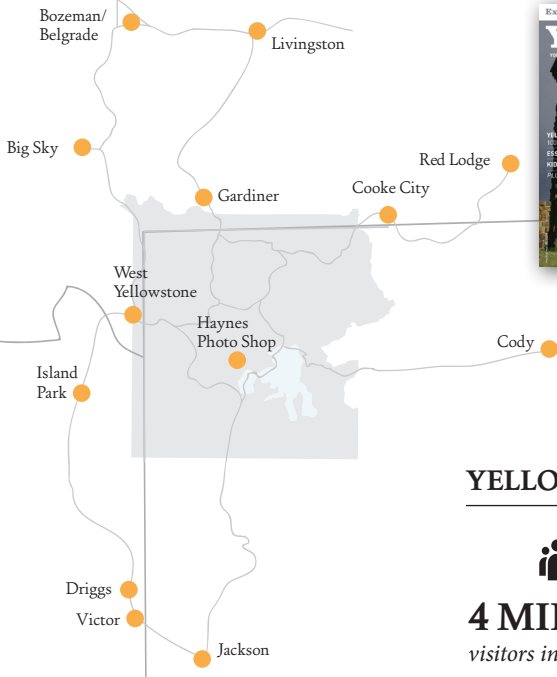 Bozeman/
Belgrade
Livingston
Big Sky
Red Lodge
Gardiner
Cooke City
West
Yellowstone
Haynes
Photo Shop
Cody
Island
Park
Driggs
Victor
Jackson
YELLO
4 MI
visitors in